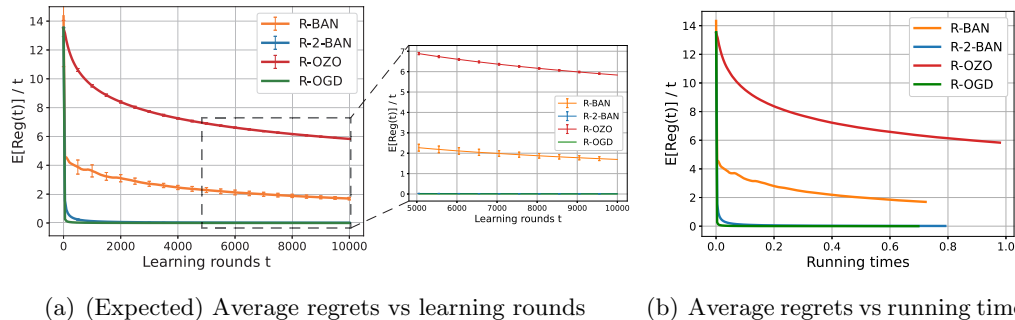 E[Reg(t)] / t
14
12
10
8
6
4
2
0
R-BAN
R-2-BAN
R-OZO
R-OGD
0 2000 4000 6000 8000 10000
Learning rounds t
7
6
5
4
3
2
1
0
R-BAN
R-2-BAN
R-OZO
R-OGD
5000 6000 7000 8000 9000 10000
Learning rounds t
E[Reg(t)] / t
14
12
10
8
6
4
2
0
R-BAN
R-2-BAN
R-OZO
R-OGD
0.0 0.2 0.4 0.6 0.8 1.0
Running times
(a) (Expected) Average regrets vs learning rounds
(b) Average regrets vs running time